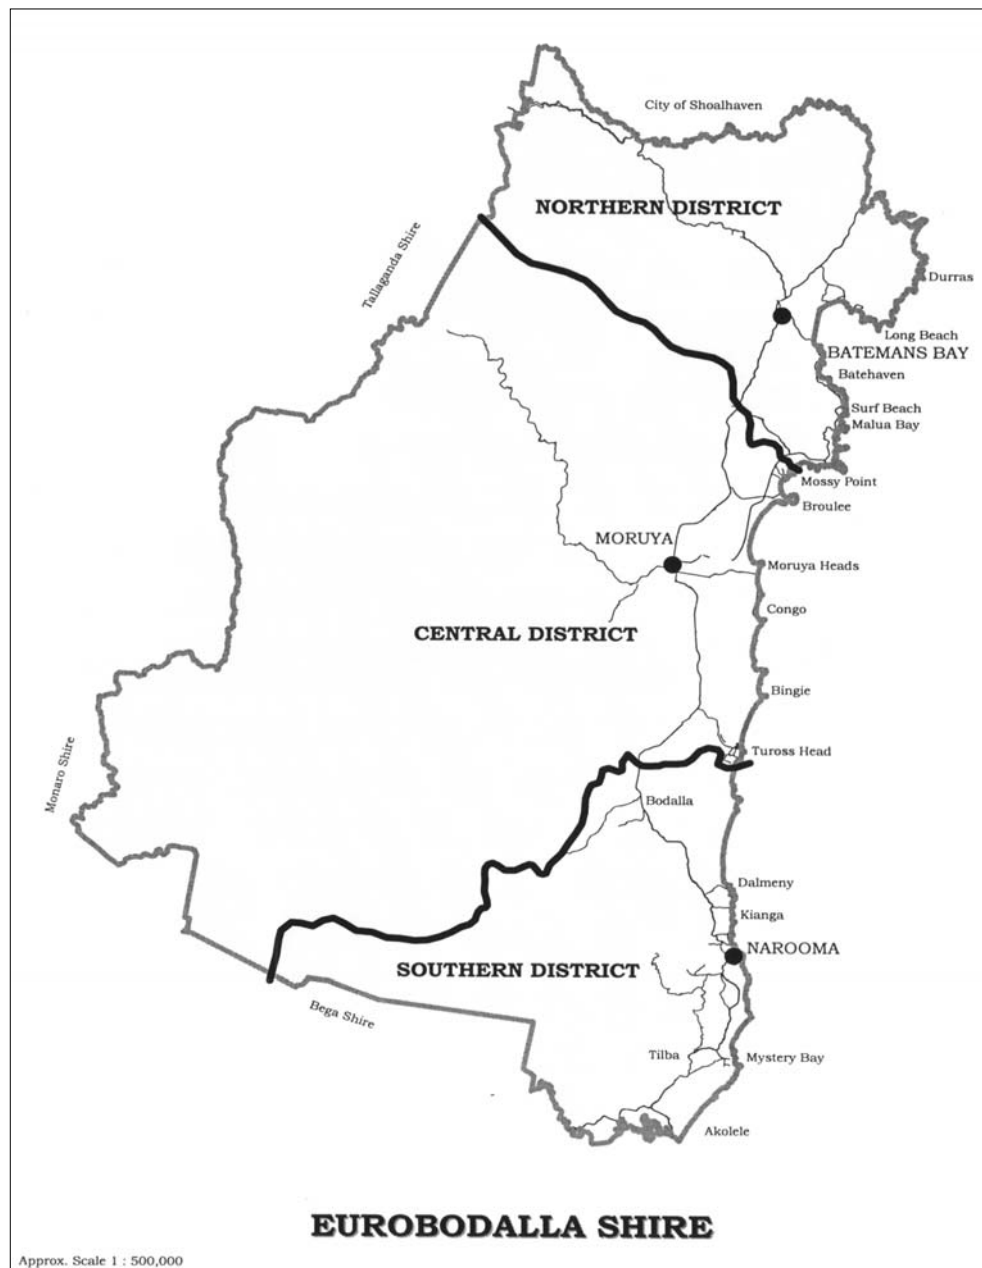 City of Shoalhaven
NORTHERN DISTRICT
Tallaganda Shire
Durras
Long Beach
BATEMANS BAY
Batehaven
Surf Beach
Malua Bay
Mossy Point
Broulee
MORUYA
Moruya Heads
Congo
CENTRAL DISTRICT
Bingie
Tuross Head
Monaro Shire
Bodalla
Dalmeny
Kianga
NAROOMA
SOUTHERN DISTRICT
Bega Shire
Tilba
Mystery Bay
Akolele
EUROBODALLA SHIRE
Approx. Scale 1 : 500,000